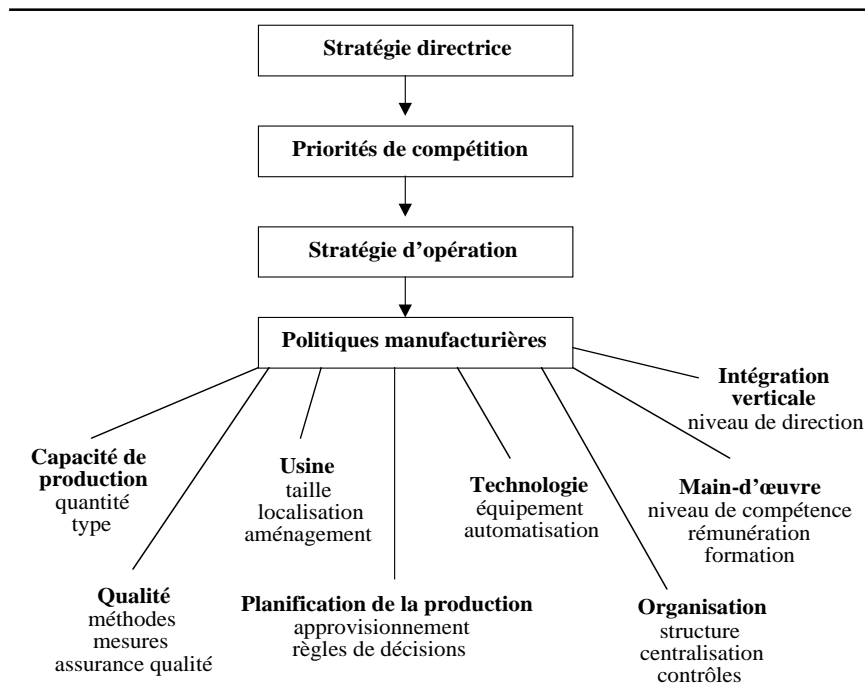 Stratégie directrice
Priorités de compétition
Stratégie d'opération
Politiques manufacturières
Intégration
verticale
niveau de direction
Capacité de
production
quantité
type
Usine
taille
localisation
aménagement
Technologie
équipement
automatisation
Main-d'œuvre
niveau de compétence
rémunération
formation
Qualité
méthodes
mesures
assurance qualité
Planification de la production
approvisionnement
règles de décisions
Organisation
structure
centralisation
contrôles